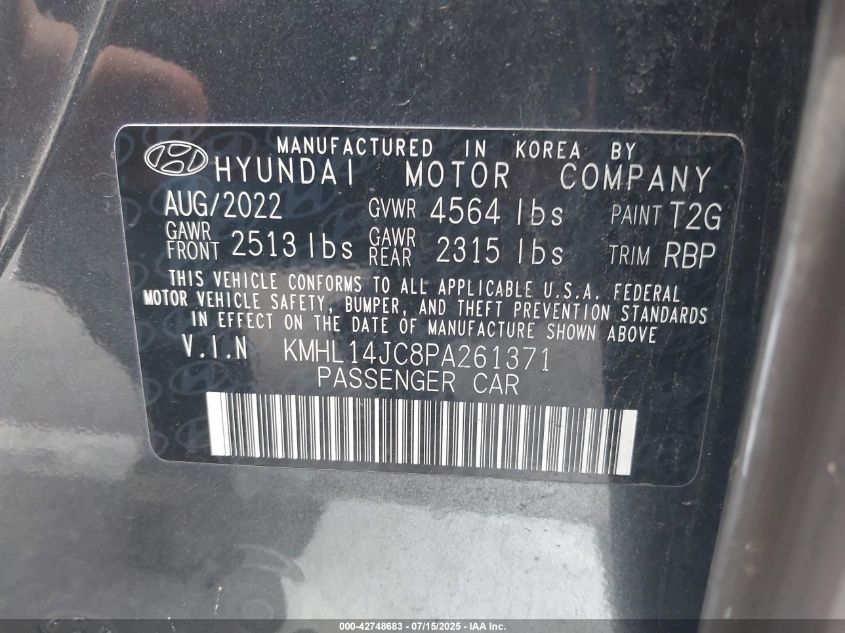 MANUFACTURED IN KOREA BY
HYUNDAI MOTOR COMPANY
AUG/2022 GVWR 4564 lbs PAINT T2G
GAWR FRONT 2513 lbs GAWR REAR 2315 lbs TRIM RBP
THIS VEHICLE CONFORMS TO ALL APPLICABLE U.S.A. FEDERAL
MOTOR VEHICLE SAFETY, BUMPER, AND THEFT PREVENTION STANDARDS
IN EFFECT ON THE DATE OF MANUFACTURE SHOWN ABOVE
V.I.N KMHL14JC8PA261371
PASSENGER CAR
000-42748683 - 07/15/2025 - IAA Inc.